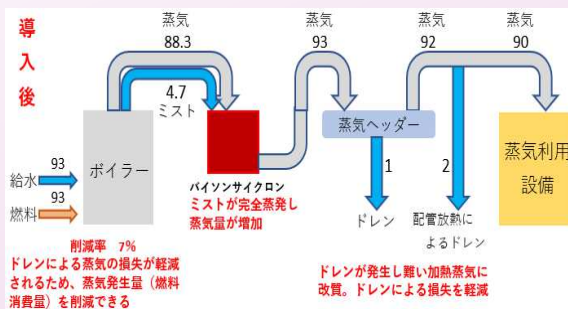 導
入
後
蒸気
88.3
4.7
ミスト
蒸気
93
蒸気
92
蒸気
90
給水
93
燃料
93
ボイラー
バイソンサイクロン
ミストが完全蒸発し
蒸気量が増加
蒸気ヘッダー
1
ドレン
2
配管放熱に
よるドレン
蒸気利用
設備
削減率 7%
ドレンによる蒸気の損失が軽減
されるため、蒸気発生量(燃料
消費量)を削減できる
ドレンが発生し難い加熱蒸気に
改質。ドレンによる損失を軽減